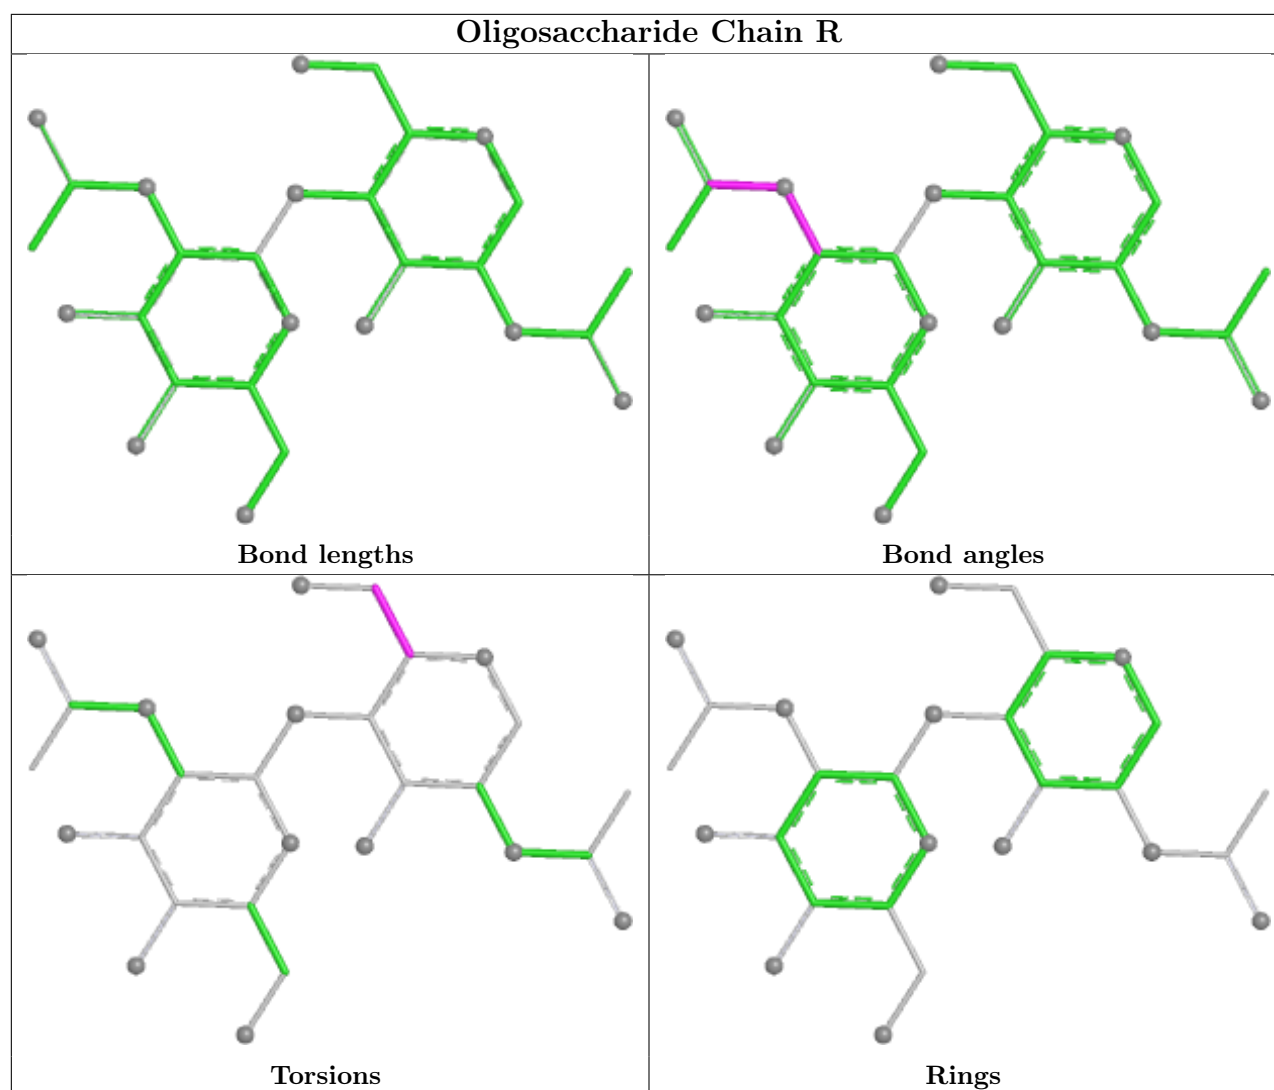 Oligosaccharide Chain R
Bond lengths
Bond angles
Torsions
Rings